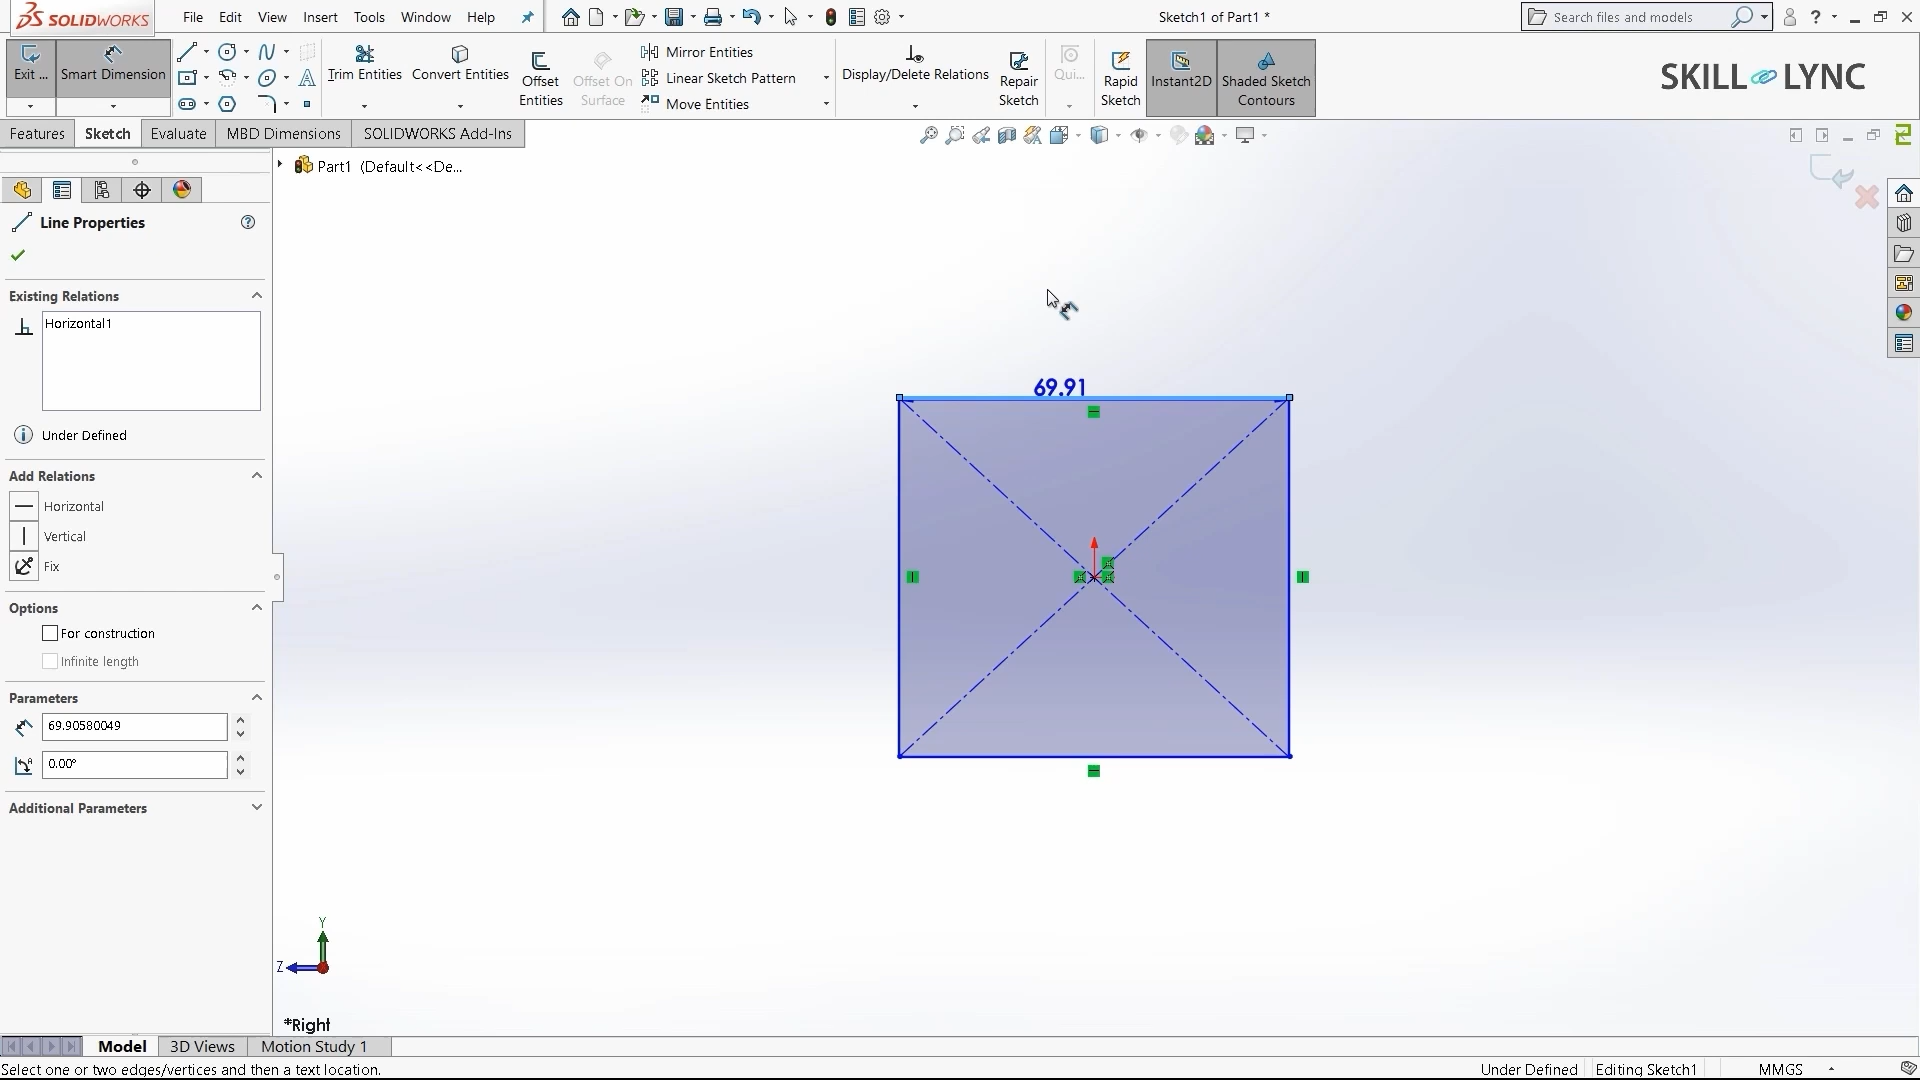 SOLIDWORKS File Edit View Insert Tools Window Help Sketch1 of Part1 * Search files and models ?
Exit ... Smart Dimension Trim Entities Convert Entities Offset Entities Offset On Surface Mirror Entities Linear Sketch Pattern Move Entities Display/Delete Relations Repair Sketch Qui... Rapid Sketch Instant2D Shaded Sketch Contours
SKILL LYNC
Features Sketch Evaluate MBD Dimensions SOLIDWORKS Add-Ins
Part1 (Default<<De...
Line Properties
Existing Relations
Horizontal1
69.91
Under Defined
Add Relations
Horizontal
Vertical
Fix
Options
For construction
Infinite length
Parameters
69.90580049
0.00°
Additional Parameters
Y
Z
*Right
Model 3D Views Motion Study 1
Select one or two edges/vertices and then a text location. Under Defined Editing Sketch1 MMGS